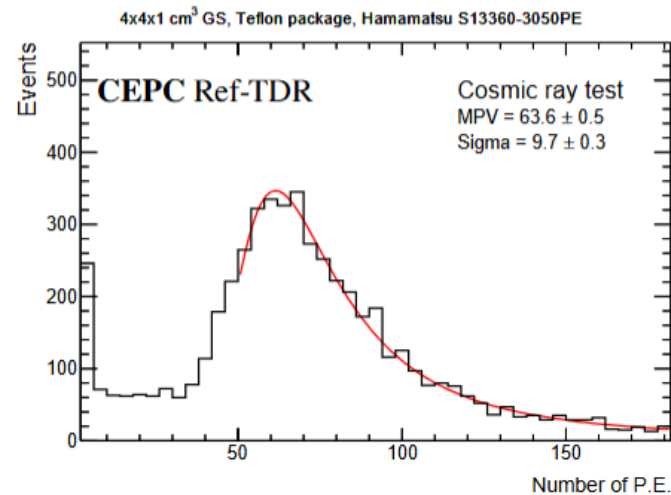 4x4x1 cm³ GS, Teflon package, Hamamatsu S13360-3050PE
Events
500
400
300
200
100
0
CEPC Ref-TDR
Cosmic ray test
MPV = 63.6 ± 0.5
Sigma = 9.7 ± 0.3
50
100
150
Number of P.E.